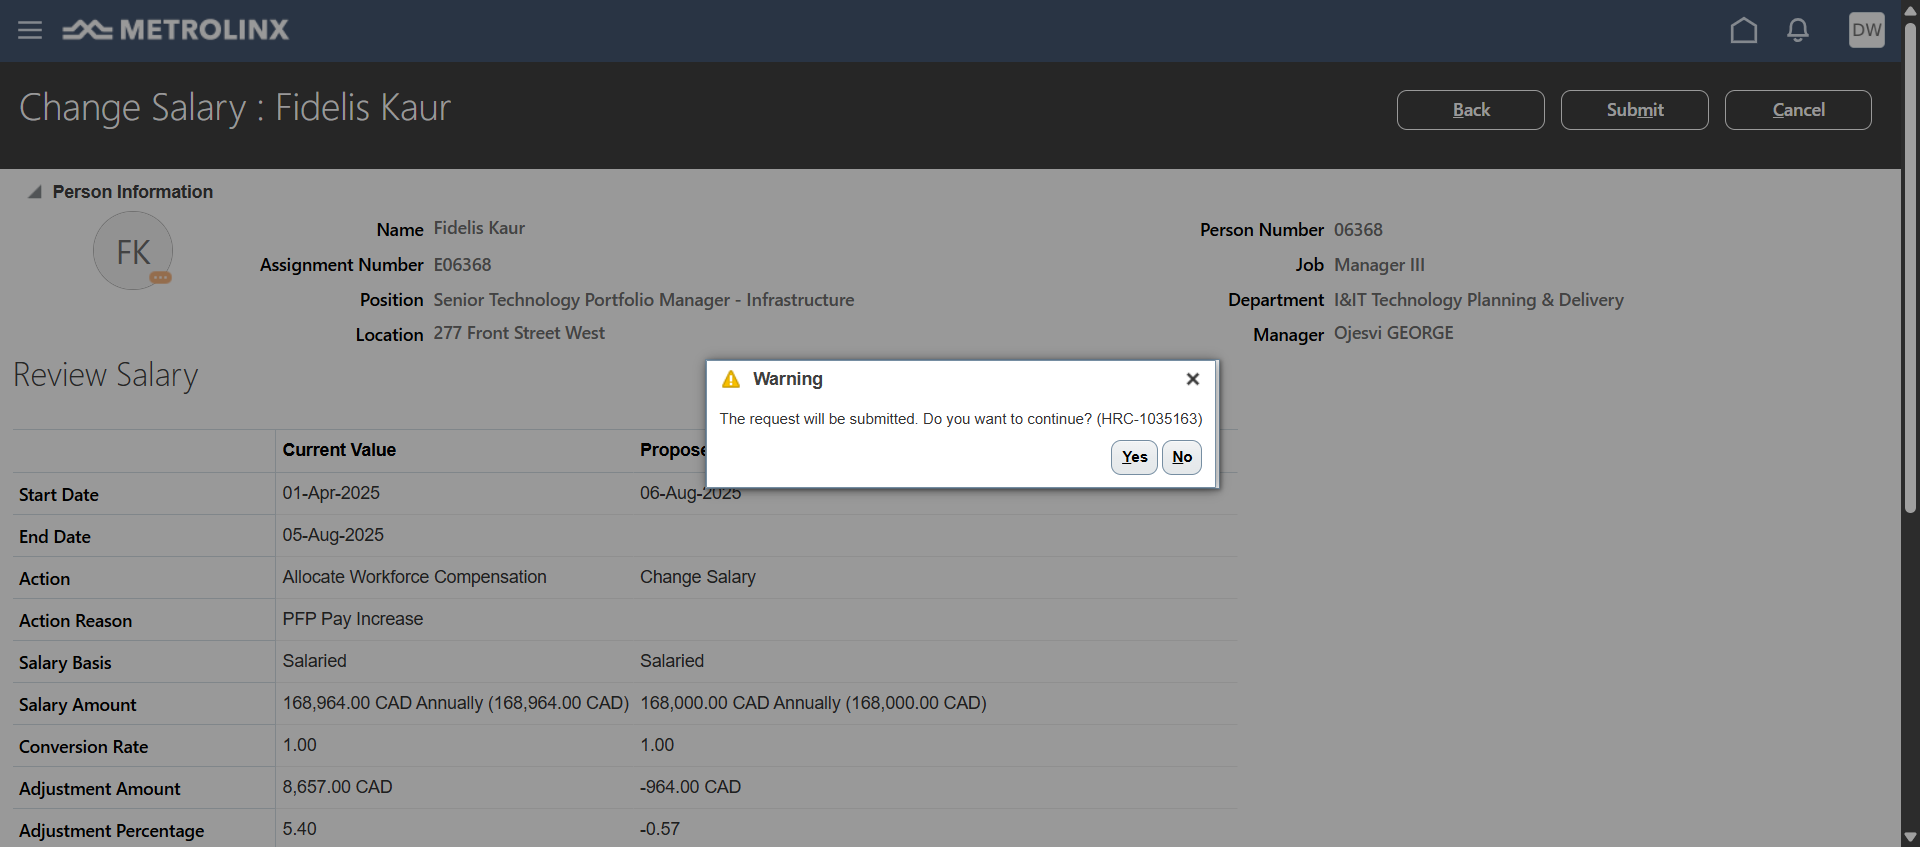 METROLINX
DW
Change Salary : Fidelis Kaur
Back
Submit
Cancel
Person Information
FK
Name Fidelis Kaur
Person Number 06368
Assignment Number E06368
Job Manager III
Position Senior Technology Portfolio Manager - Infrastructure
Department I&IT Technology Planning & Delivery
Location 277 Front Street West
Manager Ojesvi GEORGE
Review Salary
Warning
The request will be submitted. Do you want to continue? (HRC-1035163)
Yes No
Current Value Propose
Start Date 01-Apr-2025 06-Aug-2025
End Date 05-Aug-2025
Action Allocate Workforce Compensation Change Salary
Action Reason PFP Pay Increase
Salary Basis Salaried Salaried
Salary Amount 168,964.00 CAD Annually (168,964.00 CAD) 168,000.00 CAD Annually (168,000.00 CAD)
Conversion Rate 1.00 1.00
Adjustment Amount 8,657.00 CAD -964.00 CAD
Adjustment Percentage 5.40 -0.57